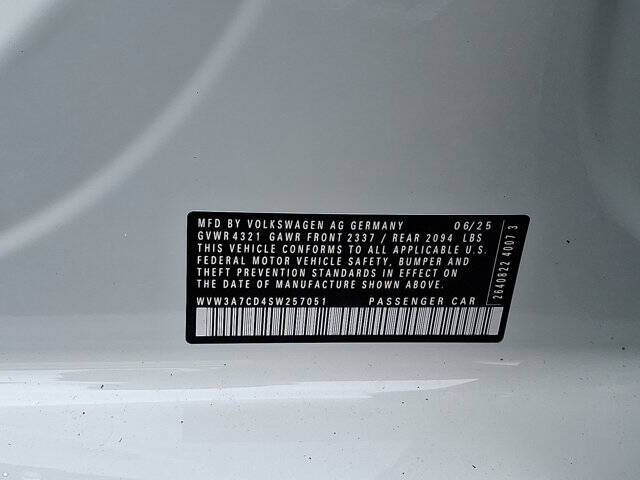 MFD BY VOLKSWAGEN AG GERMANY 06/25
GVWR 4321 GAWR FRONT 2337 / REAR 2094 LBS
THIS VEHICLE CONFORMS TO ALL APPLICABLE U.S.
FEDERAL MOTOR VEHICLE SAFETY, BUMPER AND
THEFT PREVENTION STANDARDS IN EFFECT ON
THE DATE OF MANUFACTURE SHOWN ABOVE.
WVW3A7CD4SW257051 PASSENGER CAR
2640822 4007 3